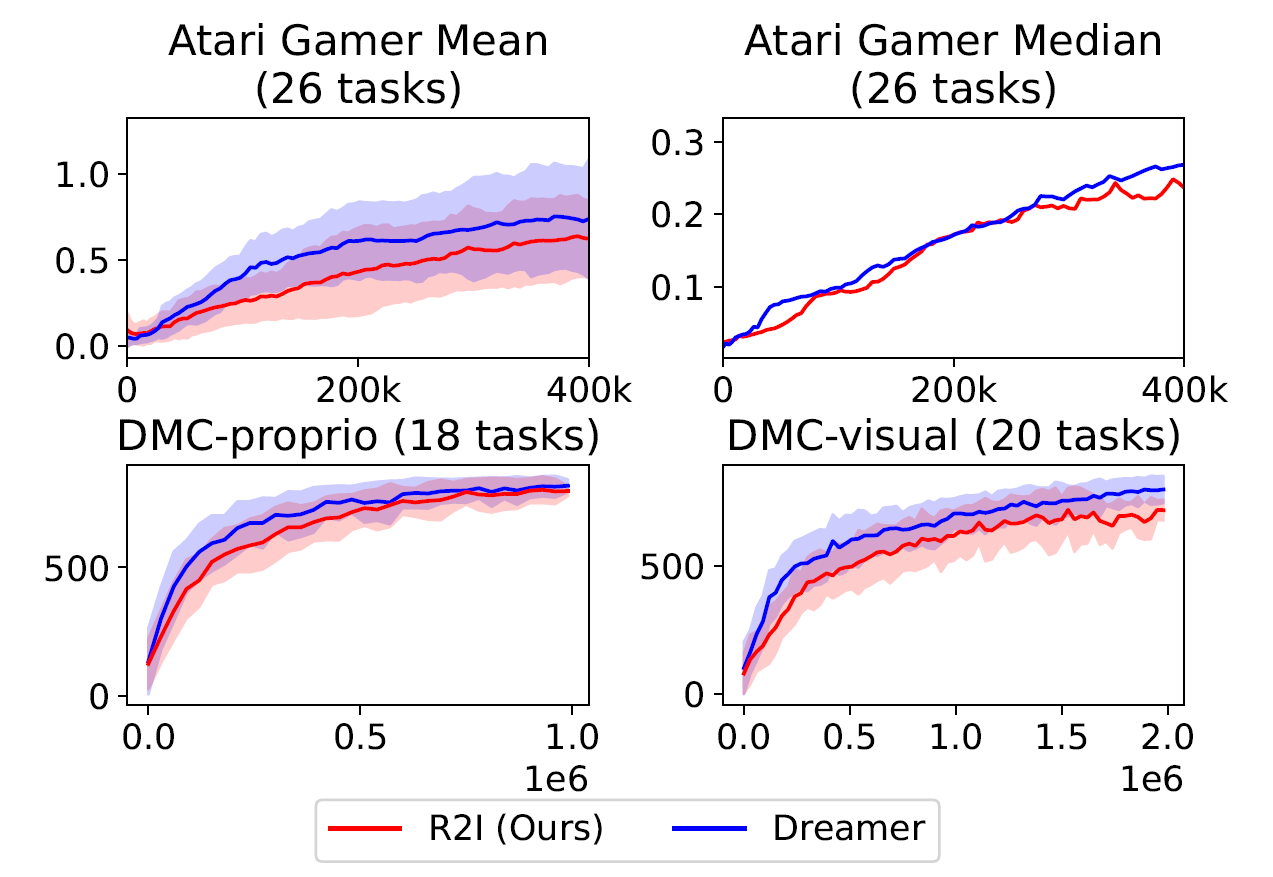 Atari Gamer Mean
(26 tasks)
1.0
0.5
0.0
0 200k 400k
Atari Gamer Median
(26 tasks)
0.3
0.2
0.1
0 200k 400k
DMC-proprio (18 tasks)
500
0
0.0 0.5 1.0
1e6
DMC-visual (20 tasks)
500
0
0.0 0.5 1.0 1.5 2.0
1e6
R2I (Ours) Dreamer